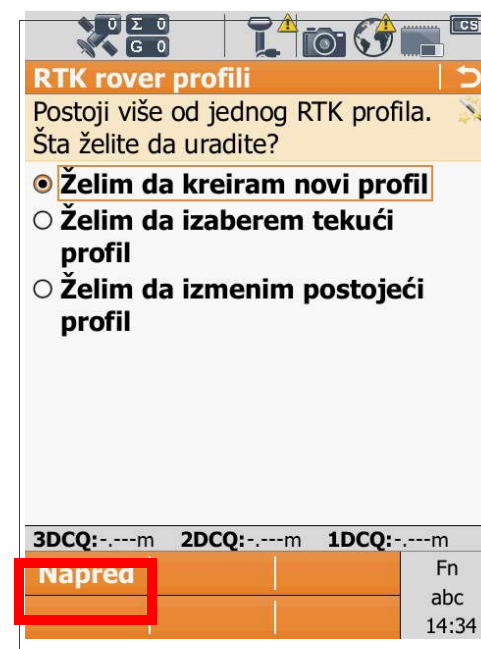 0 Σ 0
G 0
CS
RTK rover profili
Postoji više od jednog RTK profila.
Šta želite da uradite?
Želim da kreiram novi profil
Želim da izaberem tekući
profil
Želim da izmenim postojeći
profil
3DCQ:-.---m 2DCQ:-.---m 1DCQ:-.---m
Napred
Fn
abc
14:34